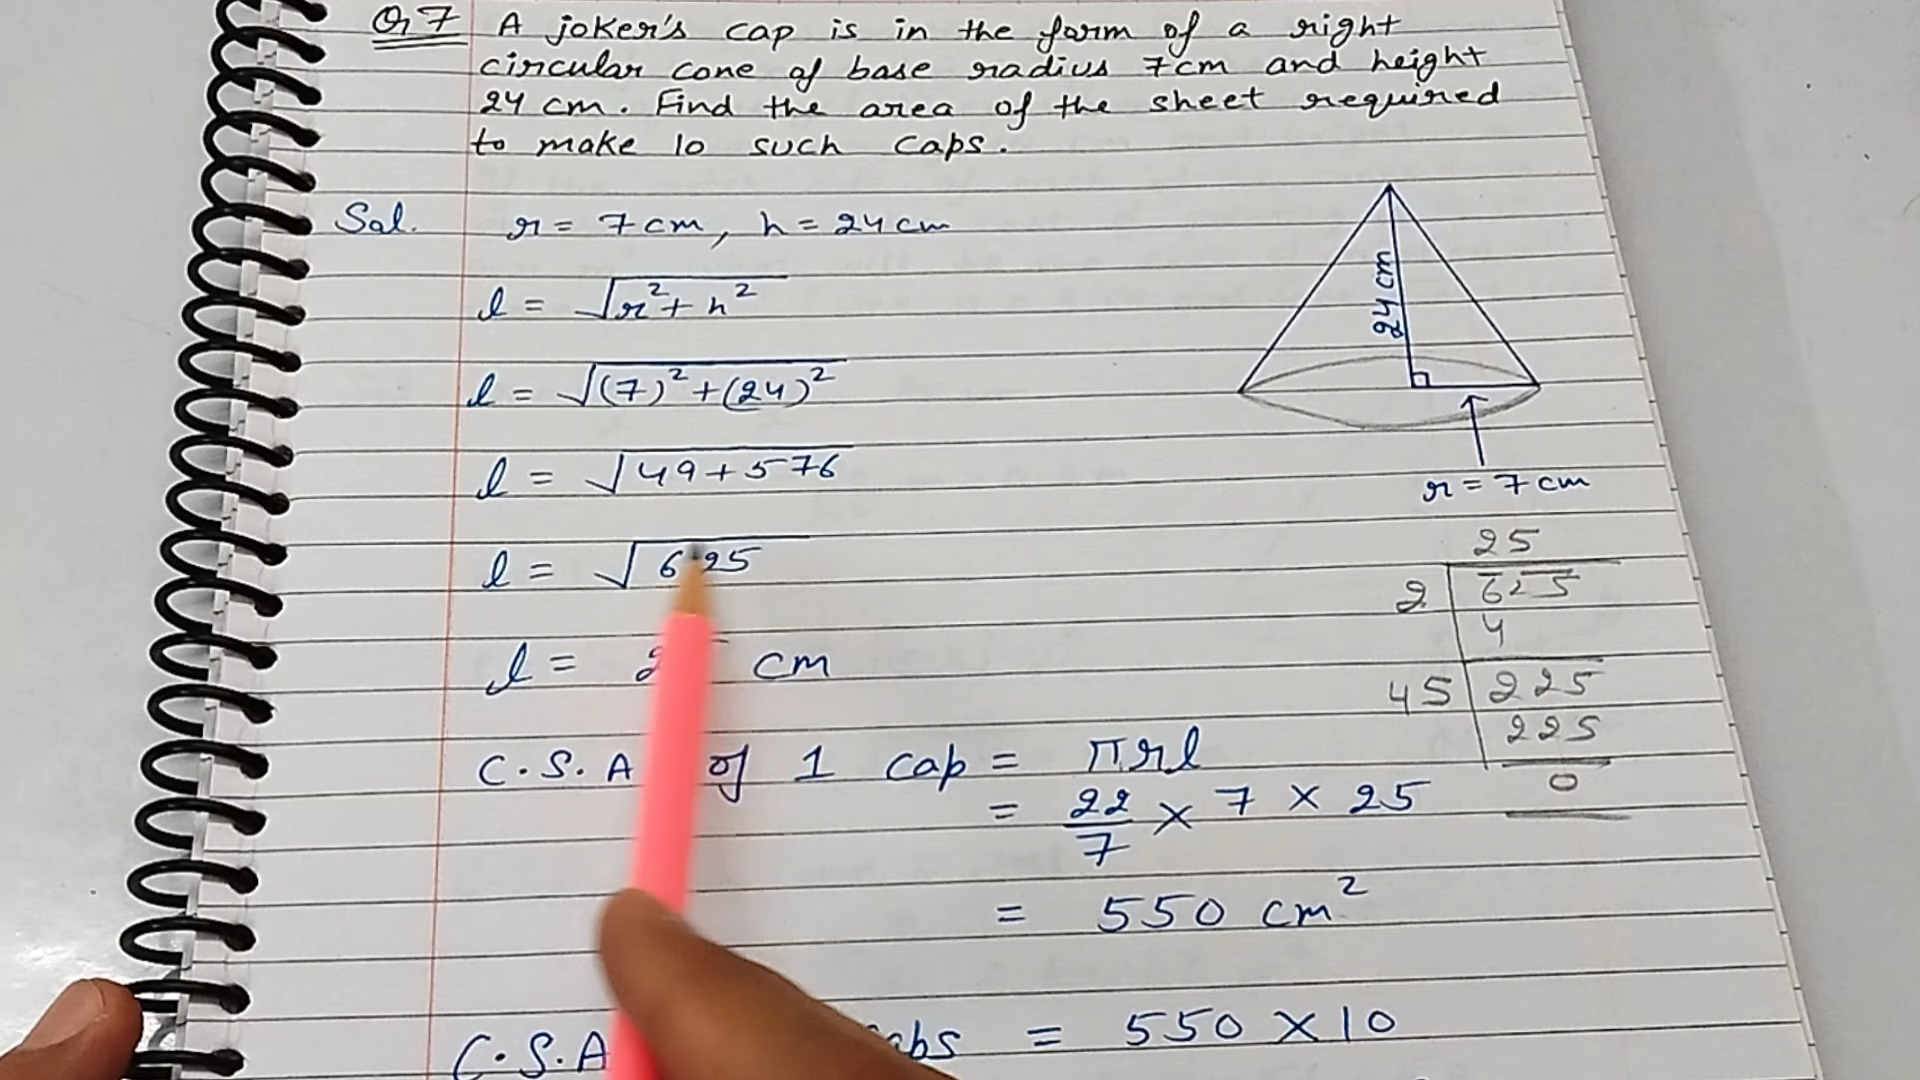 Q7 A joker's cap is in the form of a right
circular cone of base radius 7cm and height
24 cm. Find the area of the sheet required
to make 10 such caps.
Sol. r = 7cm, h = 24cm
l = √r²+h²
l = √(7)²+(24)²
l = √49+576
l = √625
l = cm
24 cm
r = 7 cm
25
2 625
4
45 225
225
0
C.S.A of 1 cap = πrl
= 22/7 × 7 × 25
= 550 cm²
C.S.A = 550 × 10